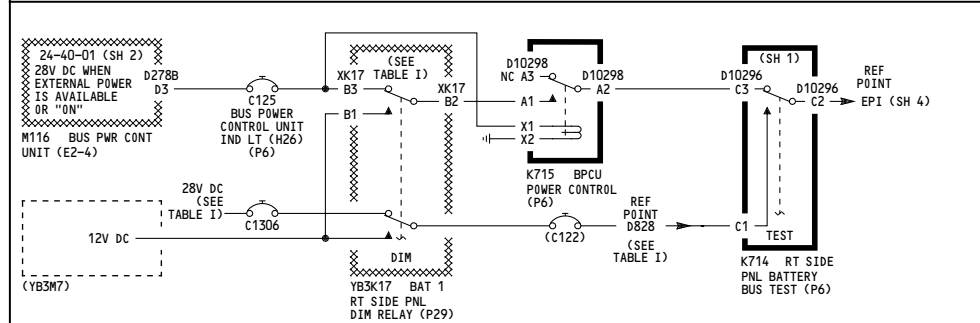 24-40-01 (SH 2)
28V DC WHEN
EXTERNAL POWER
IS AVAILABLE
OR "ON"
D278B
D3
M116 BUS PWR CONT
UNIT (E2-4)
C125
BUS POWER
CONTROL UNIT
IND LT (H26)
(P6)
(SEE
TABLE I)
XK17
B3
XK17
B2
B1
D10298
NC A3
D10298
A1
A2
X1
X2
K715 BPCU
POWER CONTROL
(P6)
(SH 1)
D10296
C3
D10296
C2
REF
POINT
EPI (SH 4)
28V DC
(SEE
TABLE I)
C1306
12V DC
(YB3M7)
DIM
YB3K17 BAT 1
RT SIDE PNL
DIM RELAY (P29)
(C122)
REF
POINT
D828
(SEE
TABLE I)
C1
TEST
K714 RT SIDE
PNL BATTERY
BUS TEST (P6)